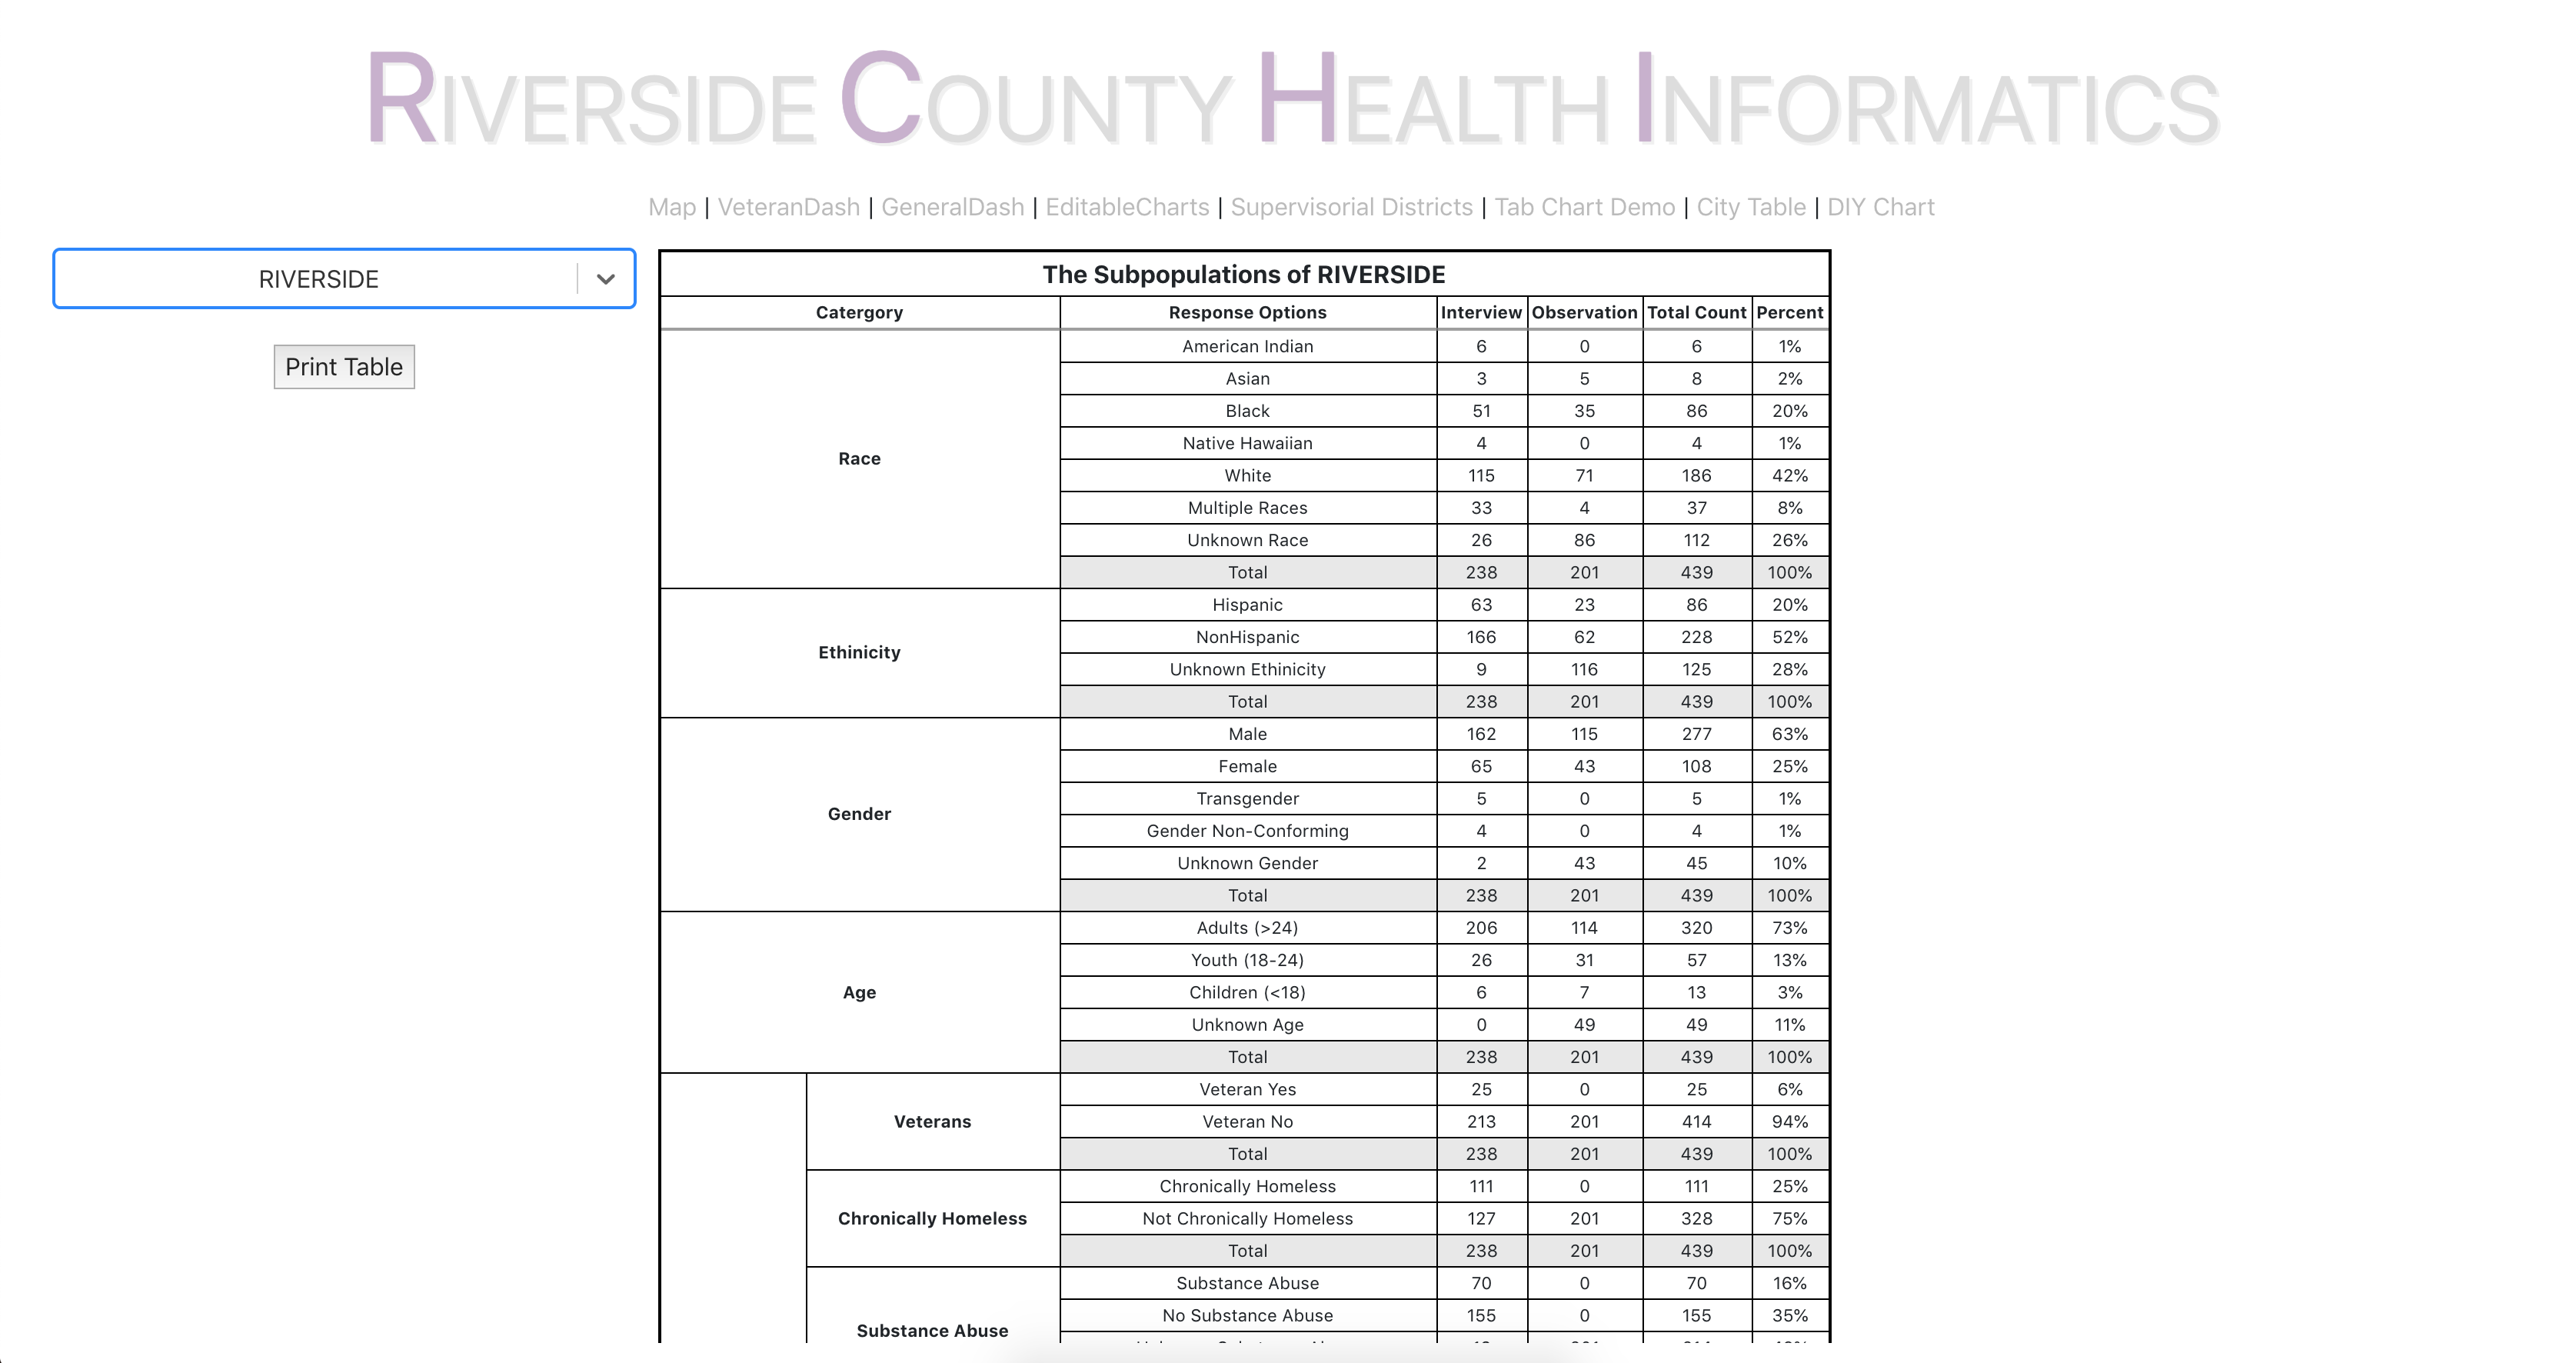 RIVERSIDE COUNTY HEALTH INFORMATICS
Map | VeteranDash | GeneralDash | EditableCharts | Supervisorial Districts | Tab Chart Demo | City Table | DIY Chart
RIVERSIDE
Print Table
The Subpopulations of RIVERSIDE
Catergory Response Options Interview Observation Total Count Percent
Race
American Indian 6 0 6 1%
Asian 3 5 8 2%
Black 51 35 86 20%
Native Hawaiian 4 0 4 1%
White 115 71 186 42%
Multiple Races 33 4 37 8%
Unknown Race 26 86 112 26%
Total 238 201 439 100%
Ethinicity
Hispanic 63 23 86 20%
NonHispanic 166 62 228 52%
Unknown Ethinicity 9 116 125 28%
Total 238 201 439 100%
Gender
Male 162 115 277 63%
Female 65 43 108 25%
Transgender 5 0 5 1%
Gender Non-Conforming 4 0 4 1%
Unknown Gender 2 43 45 10%
Total 238 201 439 100%
Age
Adults (>24) 206 114 320 73%
Youth (18-24) 26 31 57 13%
Children (<18) 6 7 13 3%
Unknown Age 0 49 49 11%
Total 238 201 439 100%
Veterans
Veteran Yes 25 0 25 6%
Veteran No 213 201 414 94%
Total 238 201 439 100%
Chronically Homeless
Chronically Homeless 111 0 111 25%
Not Chronically Homeless 127 201 328 75%
Total 238 201 439 100%
Substance Abuse
Substance Abuse 70 0 70 16%
No Substance Abuse 155 0 155 35%